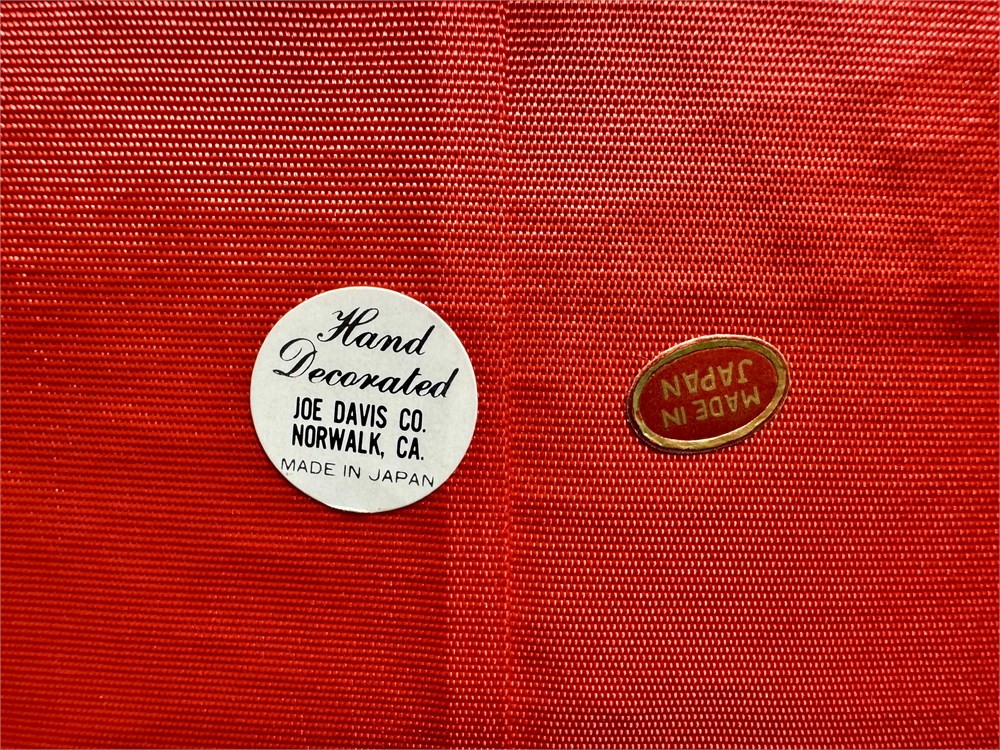 Hand
Decorated
JOE DAVIS CO.
NORWALK, CA.
MADE IN JAPAN
MADE IN
JAPAN